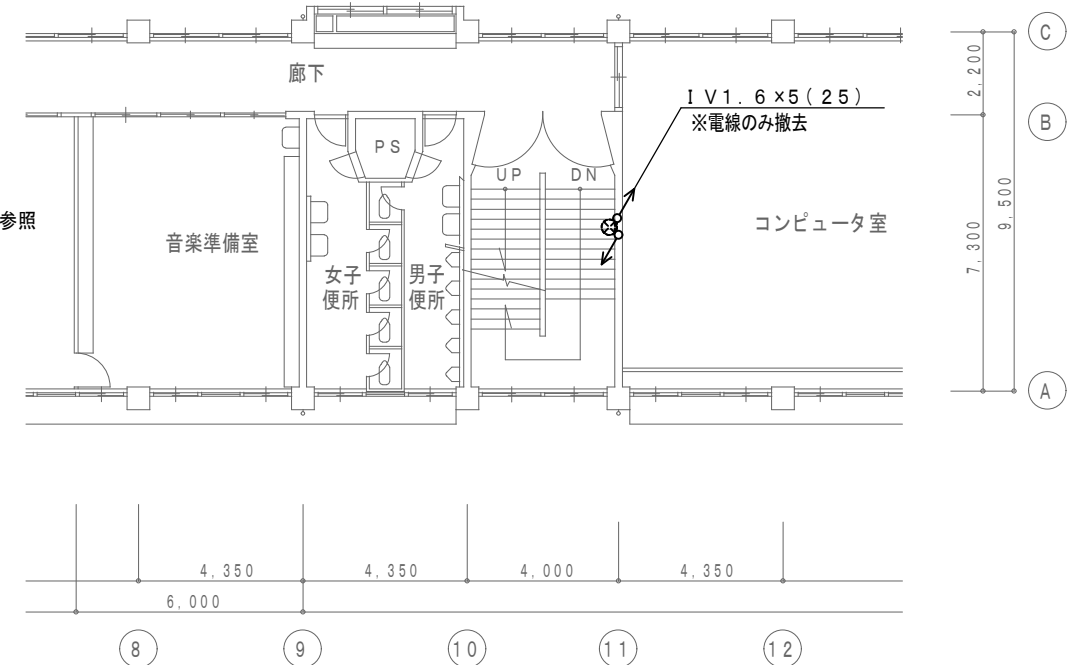 C
廊下
2,200
IV1.6×5(25)
※電線のみ撤去
B
PS
UP
DN
9,500
参照
コンピュータ室
音楽準備室
7,300
女子
便所
男子
便所
A
4,350
4,350
4,000
4,350
6,000
8
9
10
11
12